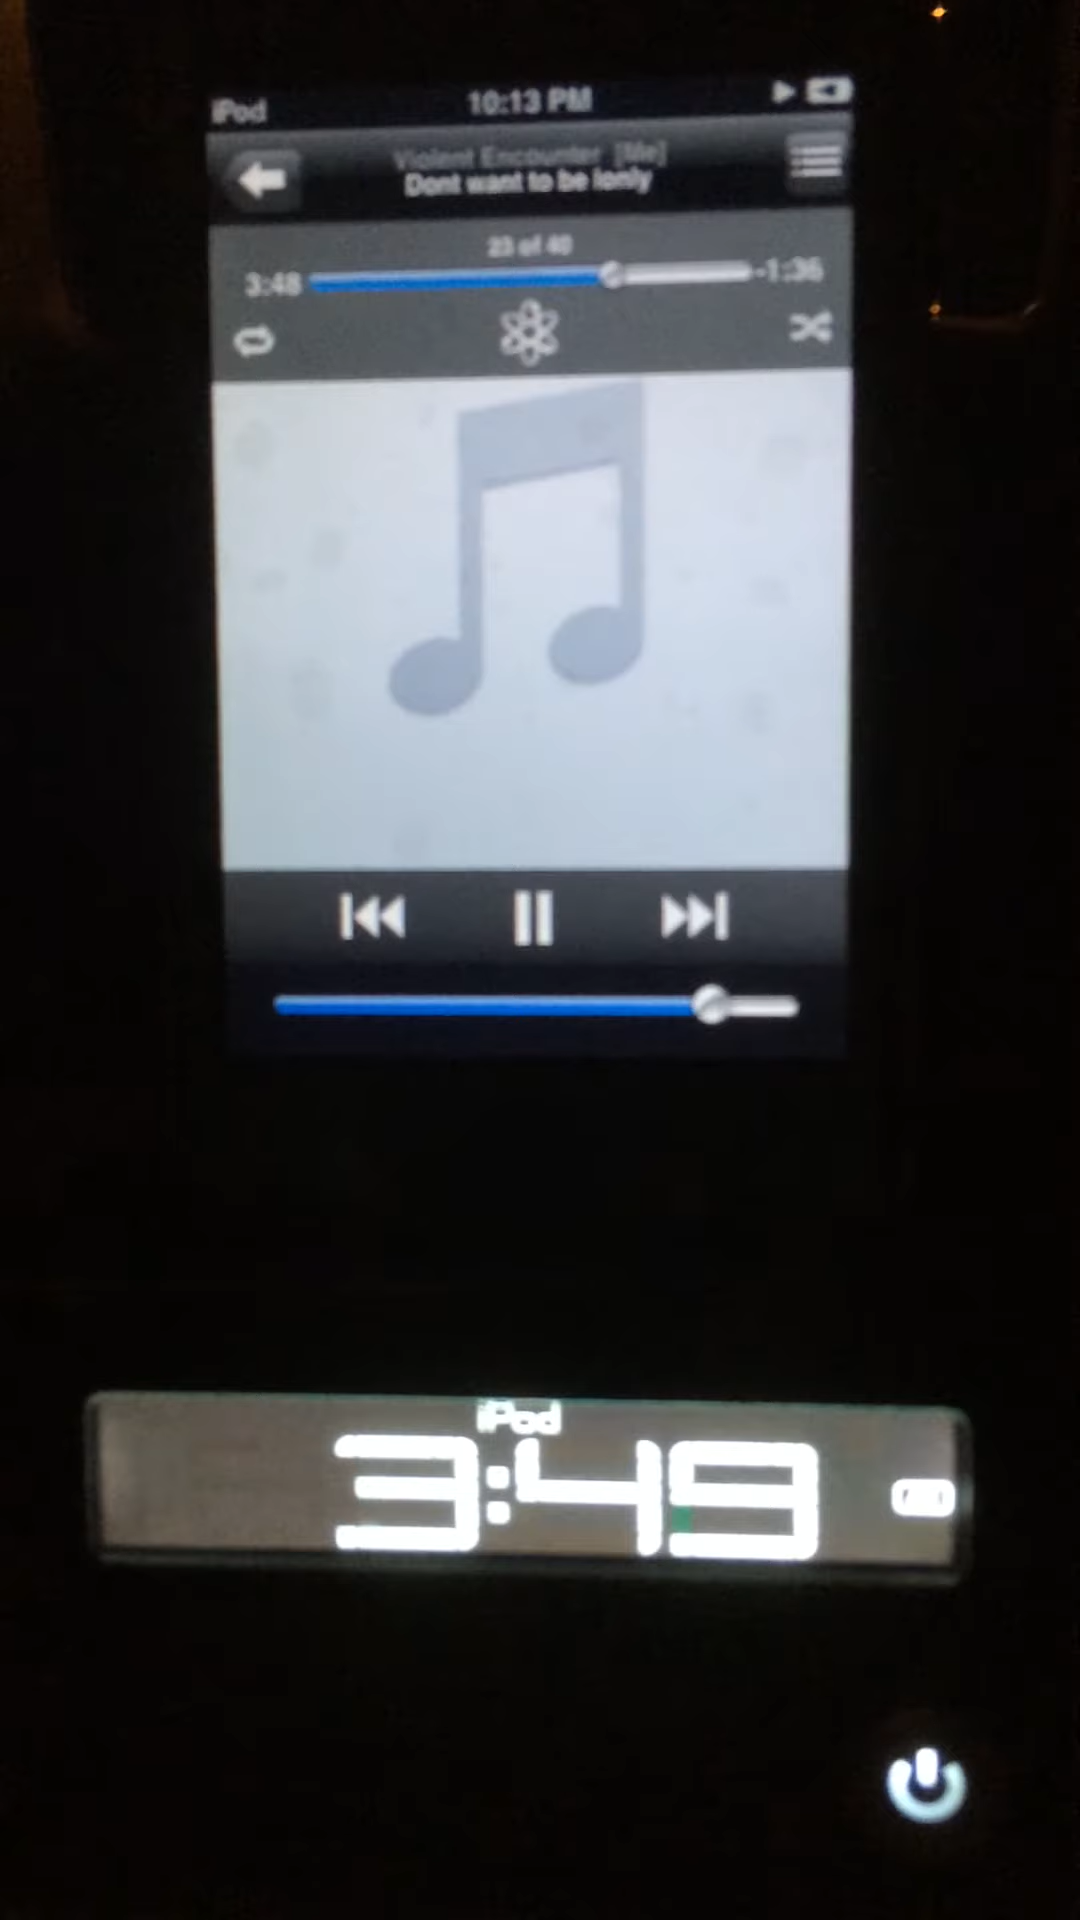 iPod 10:13 PM
Violent Encounter [Me]
Dont want to be lonly
23 of 40
3:48 -1:36
iPod
3:49